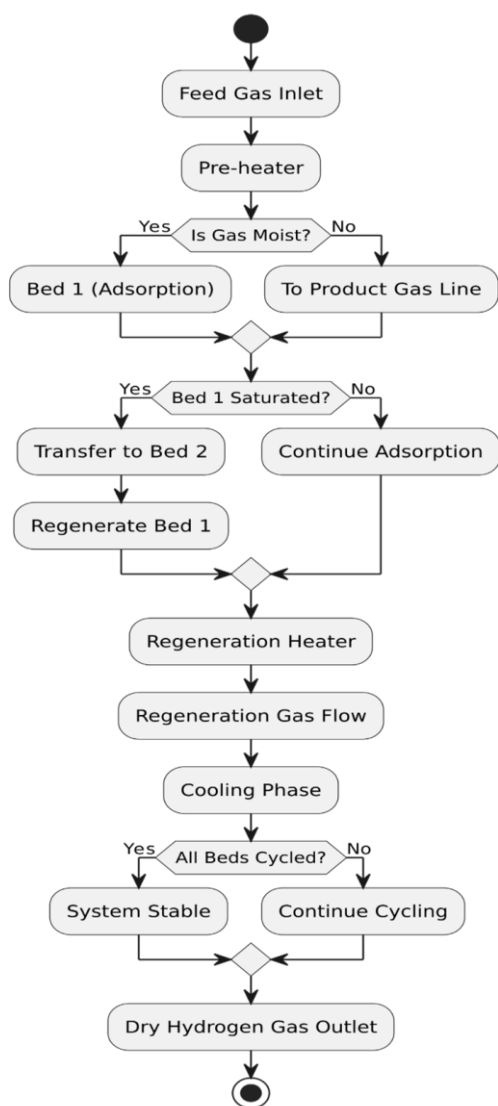 Feed Gas Inlet
Pre-heater
Yes
Is Gas Moist?
No
Bed 1 (Adsorption)
To Product Gas Line
Yes
Bed 1 Saturated?
No
Transfer to Bed 2
Continue Adsorption
Regenerate Bed 1
Regeneration Heater
Regeneration Gas Flow
Cooling Phase
Yes
All Beds Cycled?
No
System Stable
Continue Cycling
Dry Hydrogen Gas Outlet